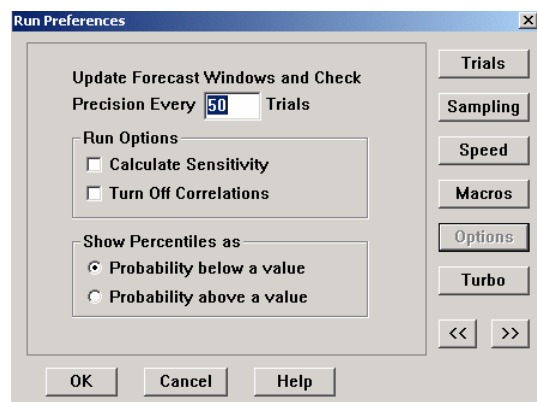 Run Preferences
Update Forecast Windows and Check
Precision Every 50 Trials
Run Options
Calculate Sensitivity
Turn Off Correlations
Show Percentiles as
Probability below a value
Probability above a value
Trials
Sampling
Speed
Macros
Options
Turbo
<< >>
OK Cancel Help